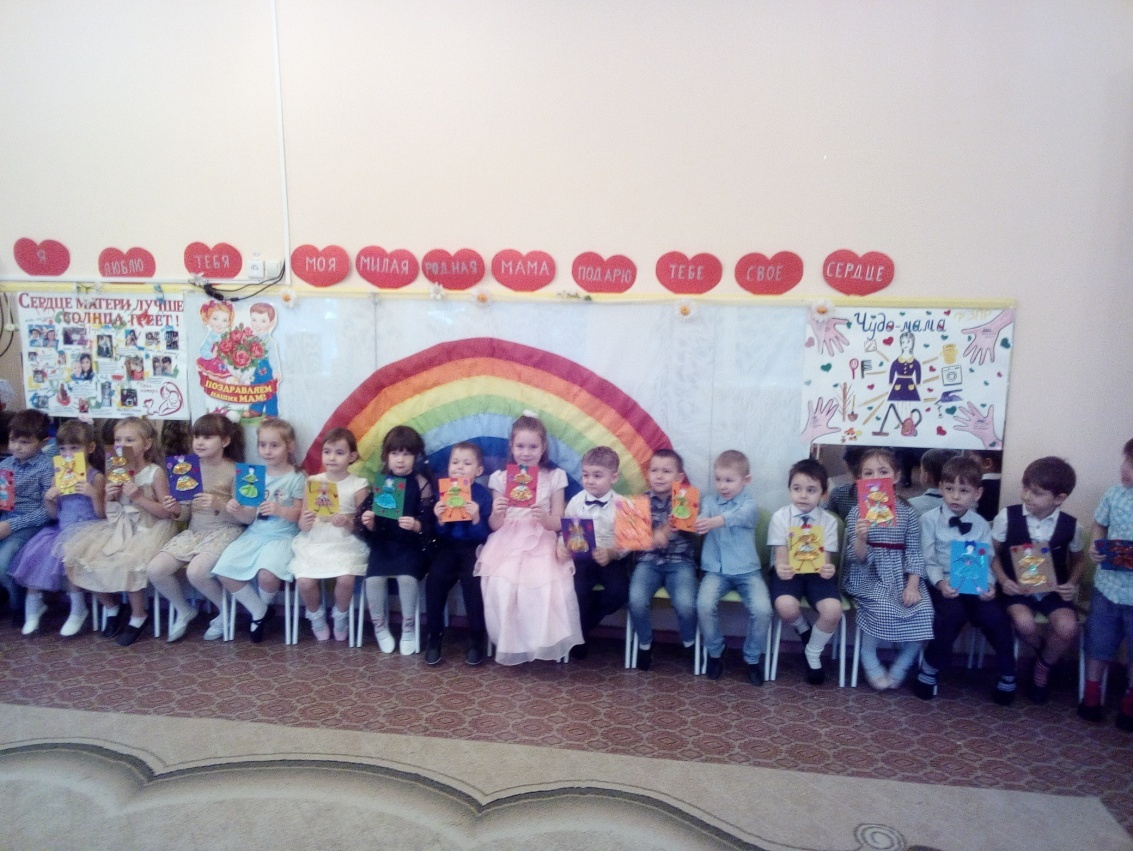 Я ЛЮБЛЮ ТЕБЯ МОЯ МИЛАЯ РОДНАЯ МАМА ПОДАРЮ ТЕБЕ СВОЁ СЕРДЦЕ
СЕРДЦЕ МАТЕРИ ЛУЧШЕ
СОЛНЦА ГРЕЕТ!
ПОЗДРАВЛЯЕМ
НАШИХ МАМ!
Чудо-мама